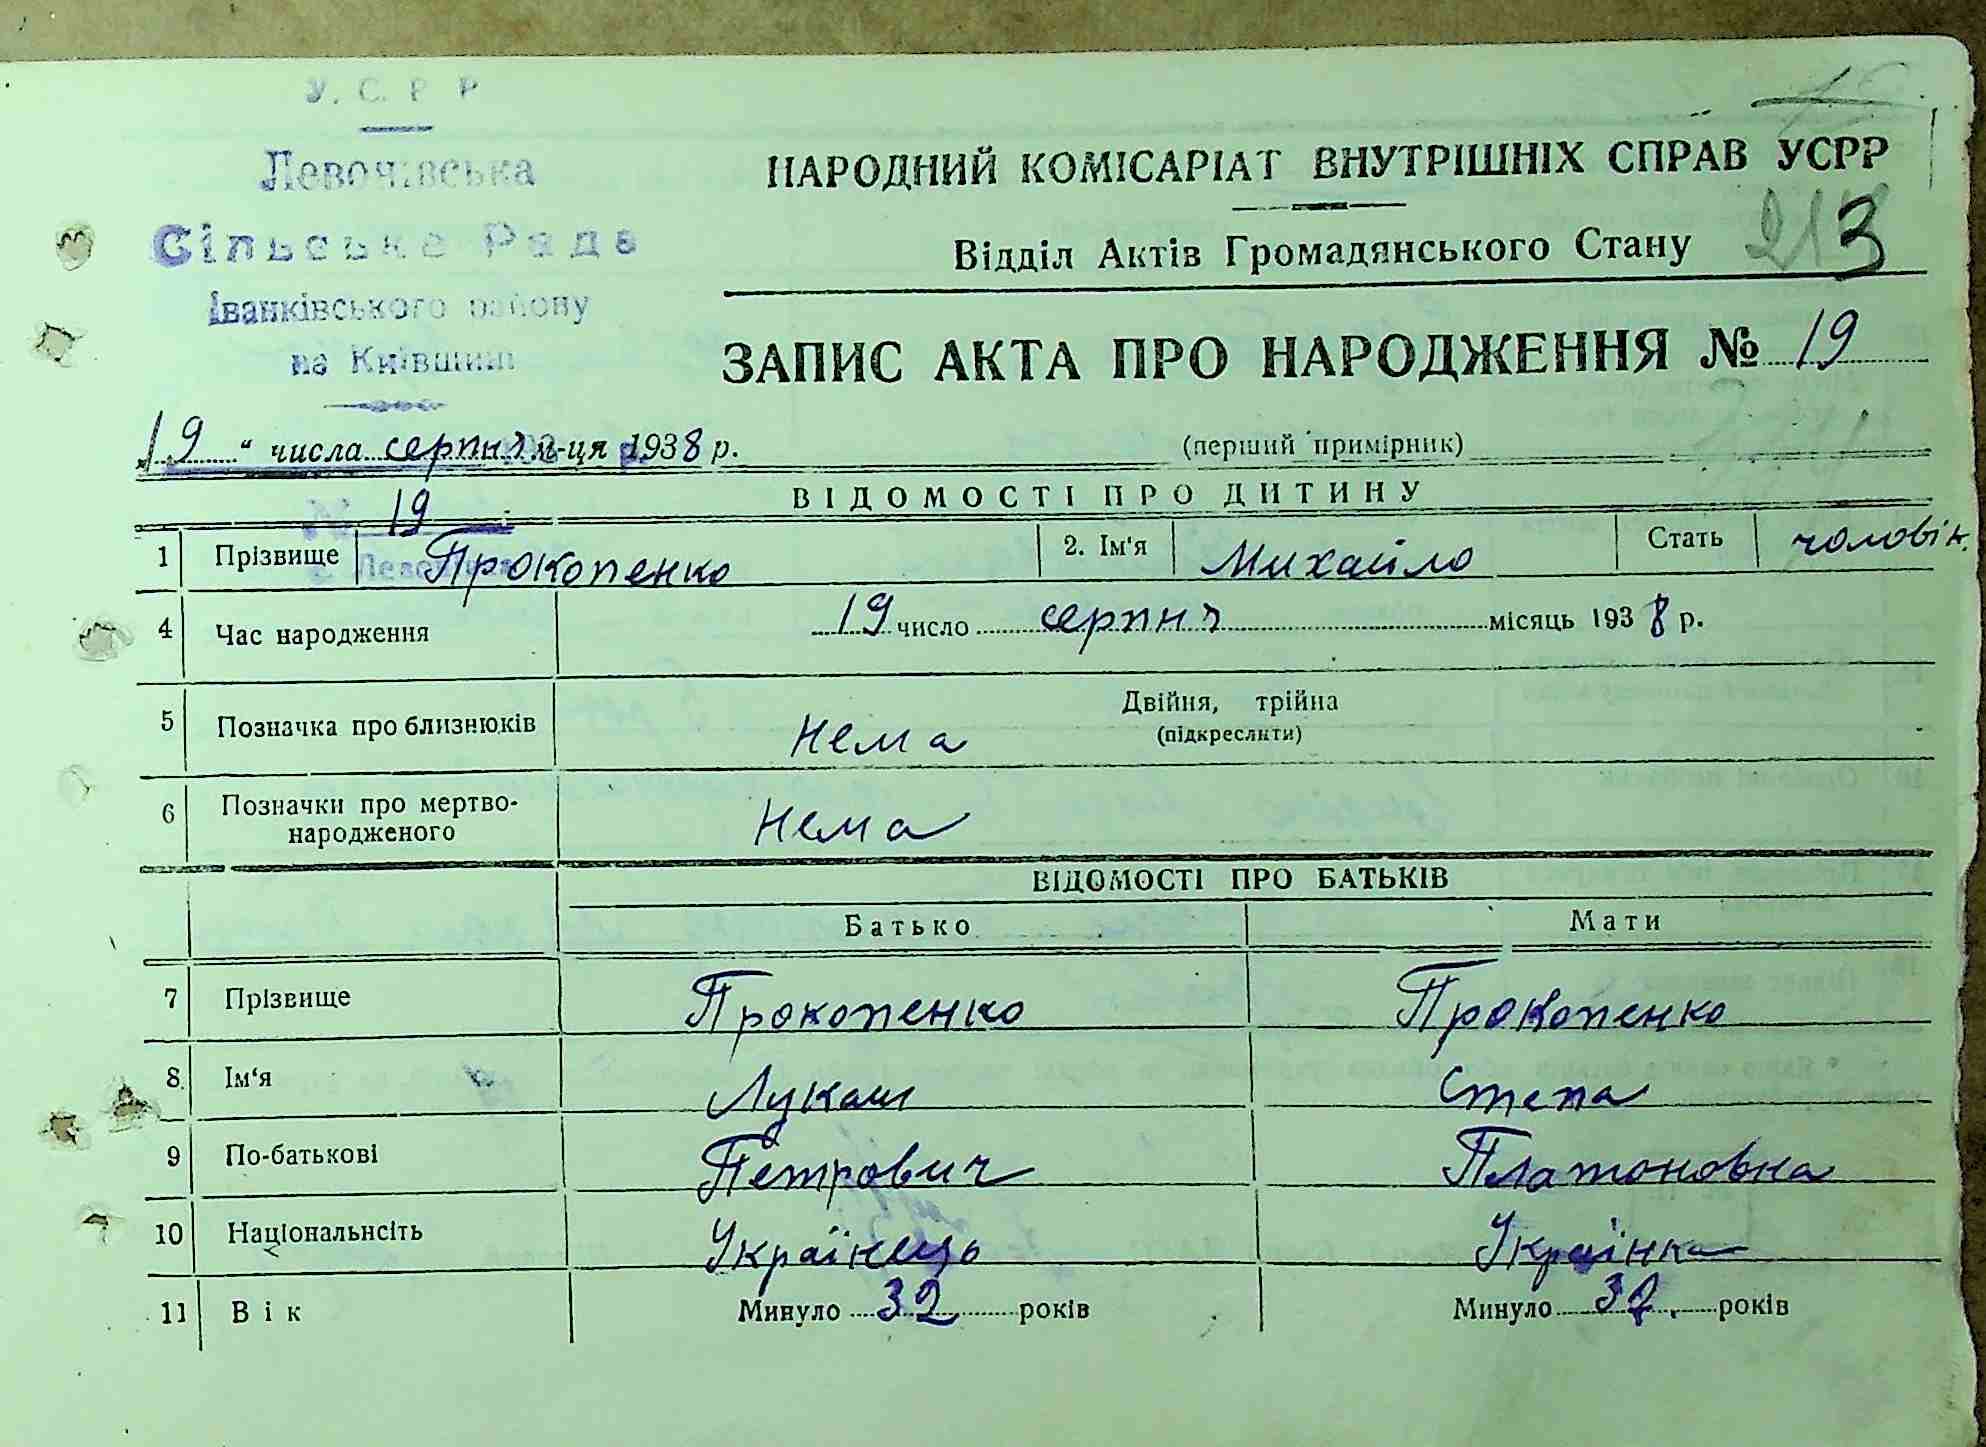 У. С. Р Р
Левочівська
Сільське Рада
Іванківського району
на Київщині
НАРОДНИЙ КОМІСАРІАТ ВНУТРІШНІХ СПРАВ УСРР
Відділ Актів Громадянського Стану 213
ЗАПИС АКТА ПРО НАРОДЖЕННЯ № 19
„19“ числа серпня м-ця 1938 р. (перший примірник)
19
ВІДОМОСТІ ПРО ДИТИНУ
1 Прізвище Прокопенко 2. Ім'я Михайло Стать чоловік.
4 Час народження 19 число серпня місяць 1938 р.
5 Позначка про близнюків нема Двійня, трійна
(підкреслити)
6 Позначки про мертво-
народженого нема
ВІДОМОСТІ ПРО БАТЬКІВ
Батько Мати
7 Прізвище Прокопенко Прокопенко
8 Ім'я Лукаш Степа
9 По-батькові Петрович Платоновна
10 Національнсіть Українець Українка
11 Вік Минуло 32 років Минуло 32 років